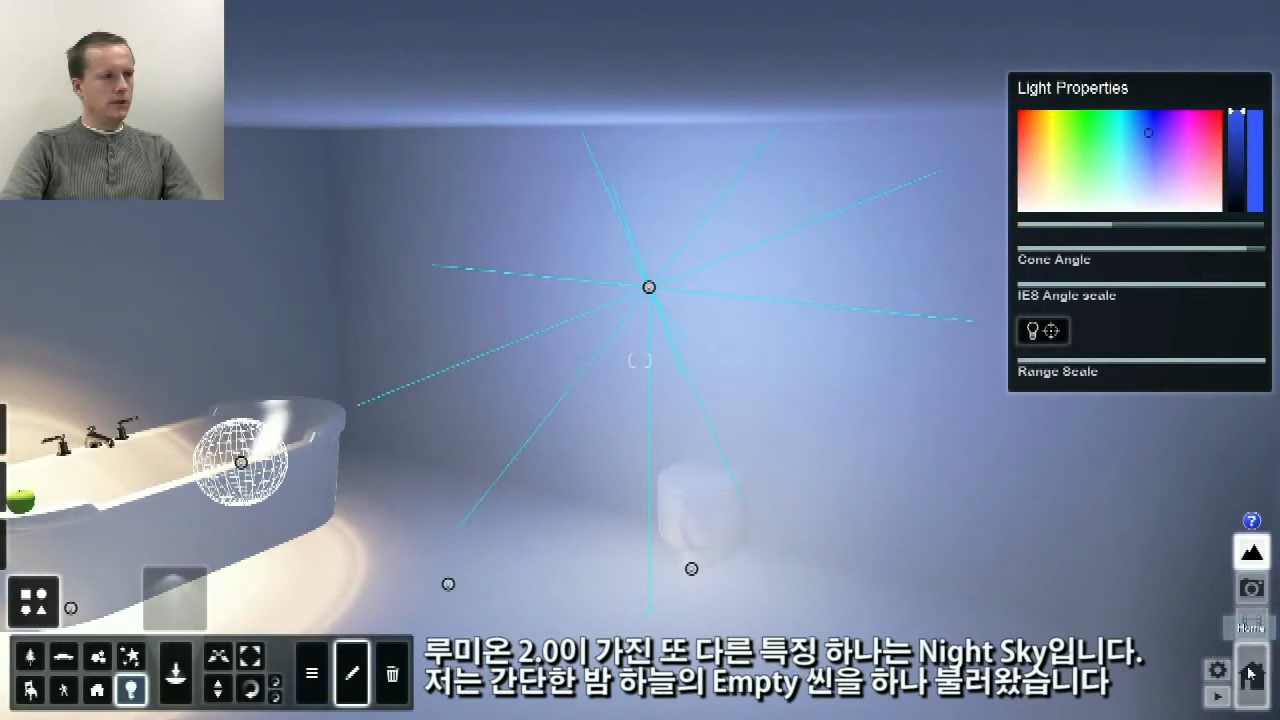 Light Properties
Cone Angle
IES Angle scale
Range Scale
?
Home
루미온 2.0이 가진 또 다른 특징 하나는 Night Sky입니다.
저는 간단한 밤 하늘의 Empty 씬을 하나 불러왔습니다